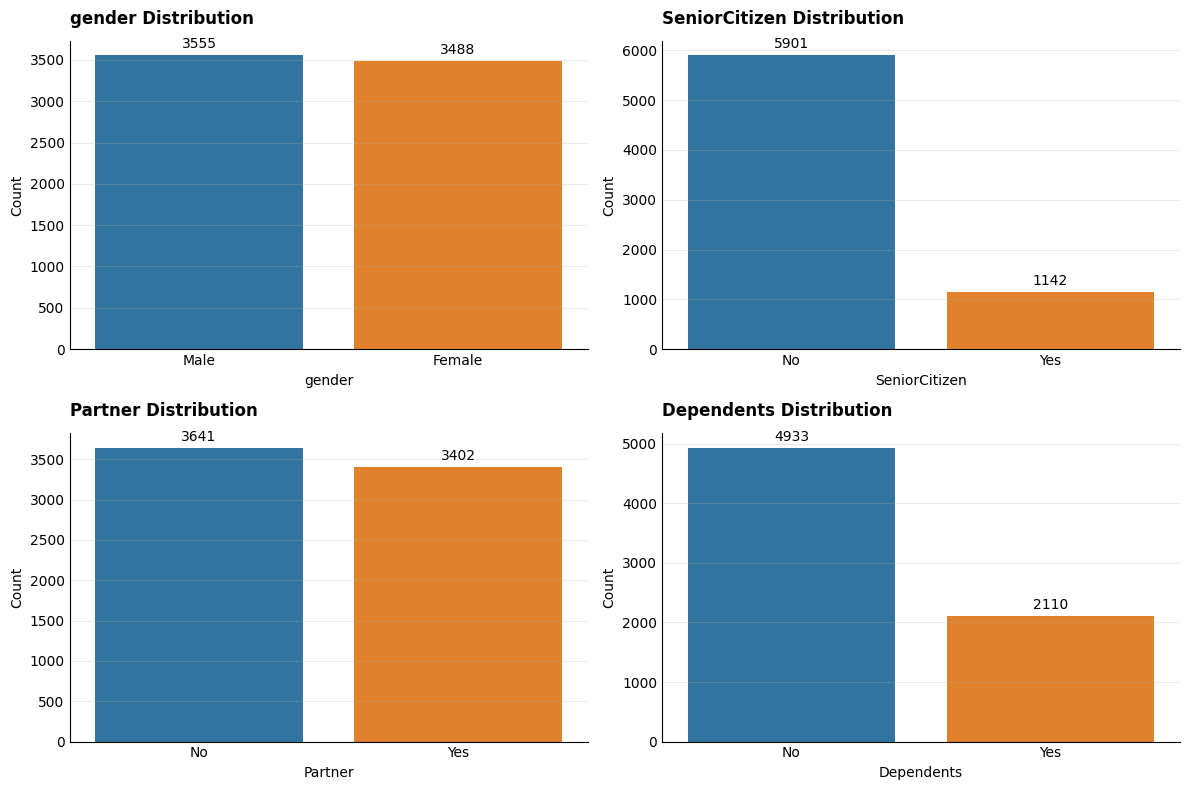 gender Distribution
3555
3488
3500
3000
2500
2000
1500
1000
500
0
Count
Male
Female
gender
SeniorCitizen Distribution
5901
1142
6000
5000
4000
3000
2000
1000
0
Count
No
Yes
SeniorCitizen
Partner Distribution
3641
3402
3500
3000
2500
2000
1500
1000
500
0
Count
No
Yes
Partner
Dependents Distribution
4933
2110
5000
4000
3000
2000
1000
0
Count
No
Yes
Dependents